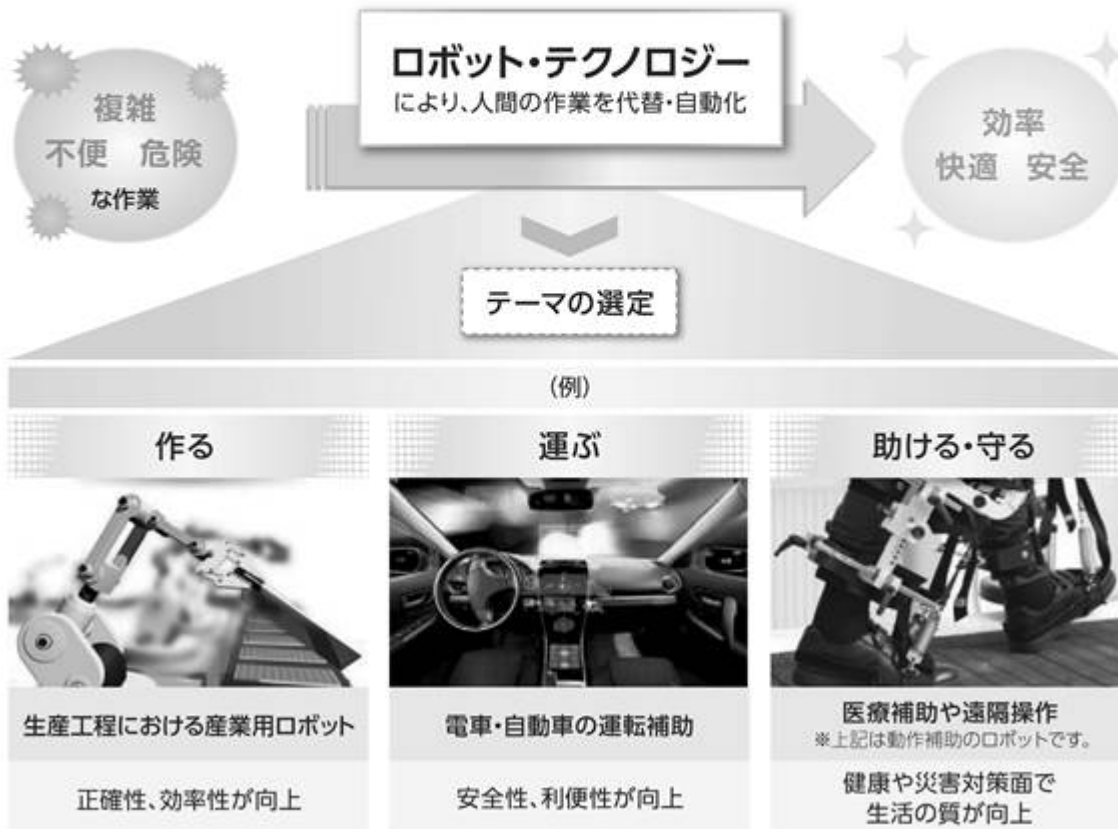 複雑
不便 危険
な作業
ロボット・テクノロジー
により、人間の作業を代替・自動化
効率
快適 安全
テーマの選定
(例)
作る
運ぶ
助ける・守る
生産工程における産業用ロボット
電車・自動車の運転補助
医療補助や遠隔操作
※上記は動作補助のロボットです。
正確性、効率性が向上
安全性、利便性が向上
健康や災害対策面で
生活の質が向上